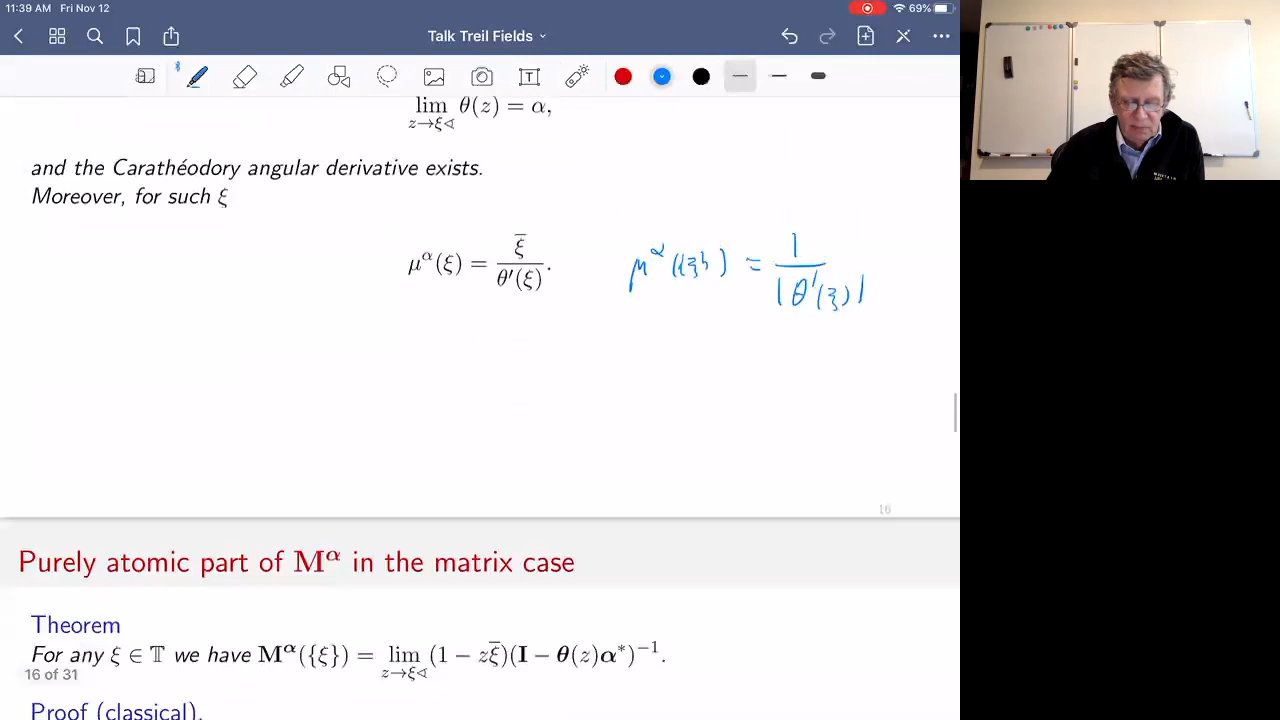 11:39 AM Fri Nov 12
69%
Talk Treil Fields
T
lim θ(z) = α,
z→ξ∢
and the Carathéodory angular derivative exists.
Moreover, for such ξ
μ^α(ξ) = ξ̅ / θ′(ξ).
μ^α({ξ}) = 1 / |θ′(ξ)|
16
Purely atomic part of M^α in the matrix case
Theorem
For any ξ ∈ 𝕋 we have M^α({ξ}) = lim_{z→ξ∢} (1 − zξ̅)(I − θ(z)α*)^{−1}.
16 of 31
Proof (classical).